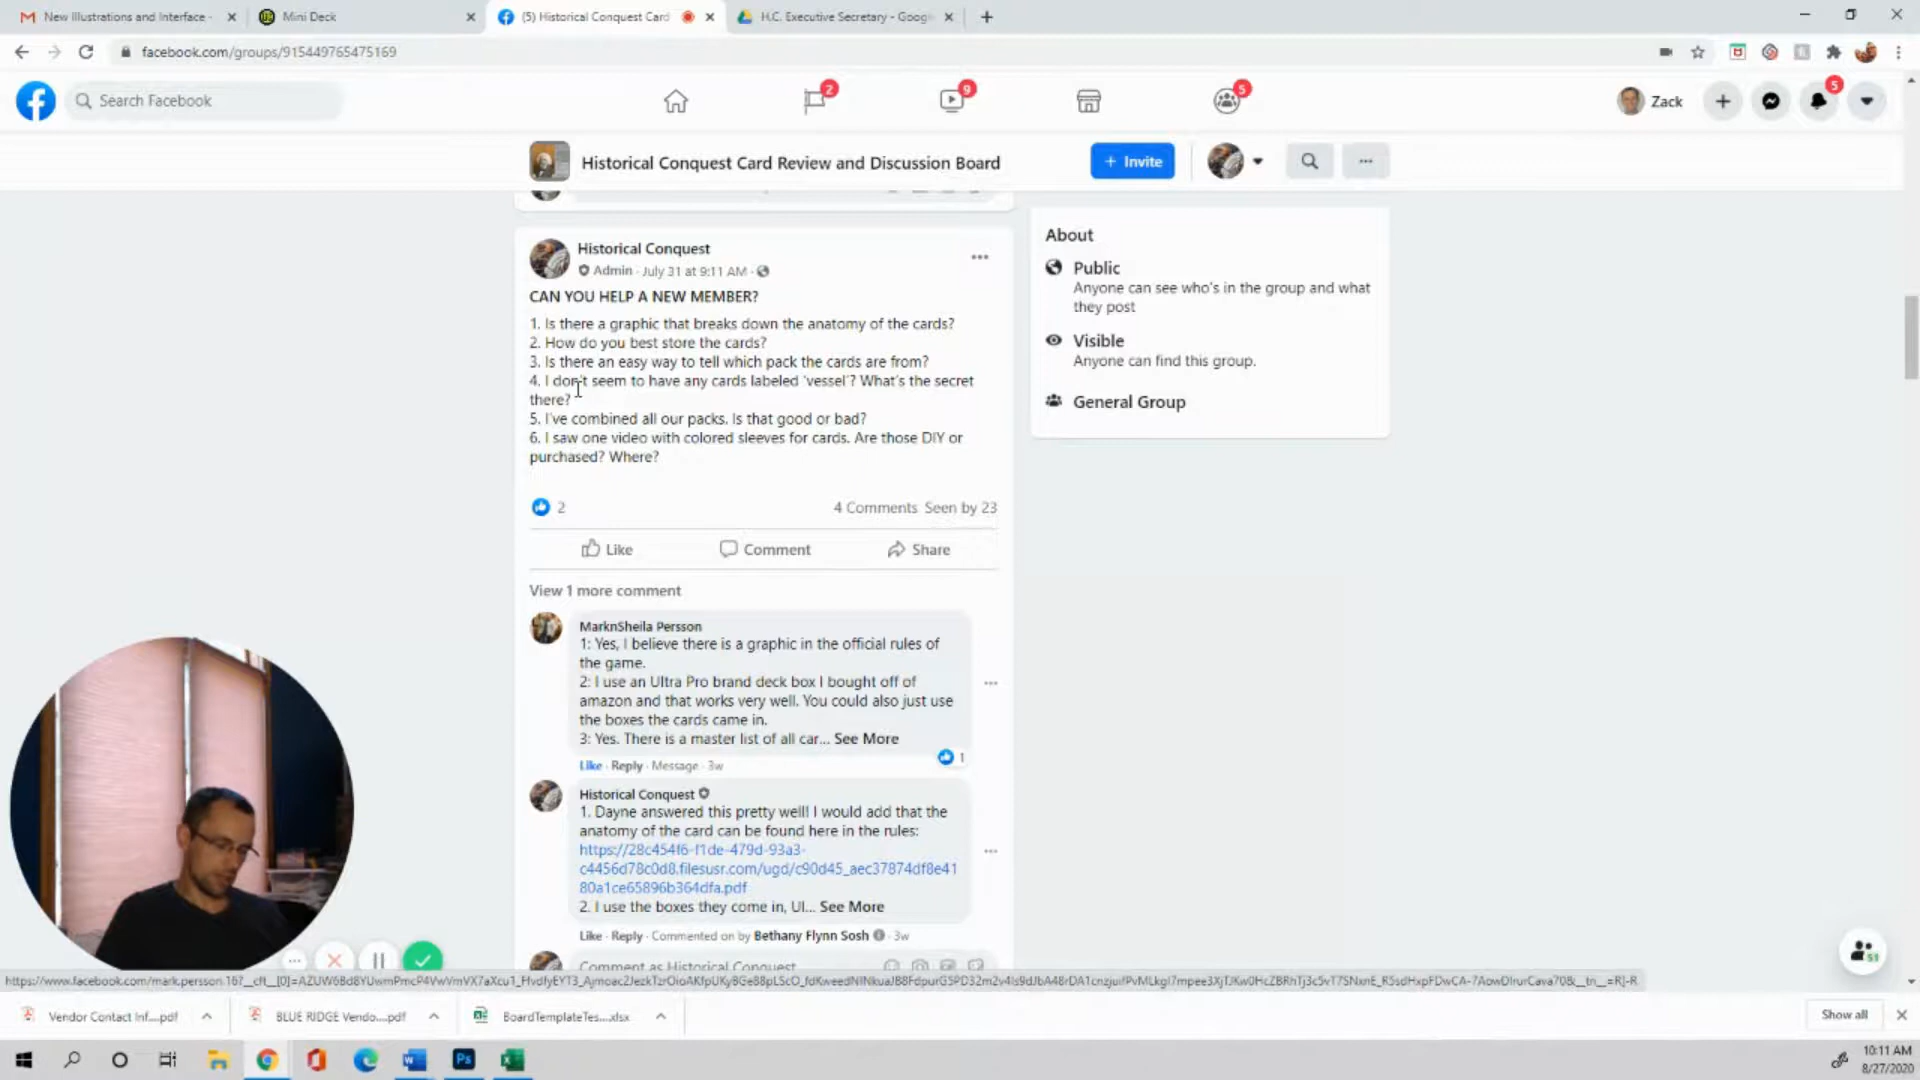 New Illustrations and Interface -
Mini Deck
(5) Historical Conquest Card
H.C. Executive Secretary - Goog
facebook.com/groups/915449765475169
Search Facebook
2
9
5
Zack
5
Historical Conquest Card Review and Discussion Board
+ Invite
Historical Conquest
Admin · July 31 at 9:11 AM ·
CAN YOU HELP A NEW MEMBER?
1. Is there a graphic that breaks down the anatomy of the cards?
2. How do you best store the cards?
3. Is there an easy way to tell which pack the cards are from?
4. I don't seem to have any cards labeled 'vessel'? What's the secret
there?
5. I've combined all our packs. Is that good or bad?
6. I saw one video with colored sleeves for cards. Are those DIY or
purchased? Where?
2
4 Comments Seen by 23
Like
Comment
Share
View 1 more comment
MarknSheila Persson
1: Yes, I believe there is a graphic in the official rules of
the game.
2: I use an Ultra Pro brand deck box I bought off of
amazon and that works very well. You could also just use
the boxes the cards came in.
3: Yes. There is a master list of all car... See More
1
Like · Reply · Message · 3w
Historical Conquest
1. Dayne answered this pretty well! I would add that the
anatomy of the card can be found here in the rules:
https://28c454f6-f1de-479d-93a3-
c4456d78c0d8.filesusr.com/ugd/c90d45_aec37874df8e41
80a1ce65896b364dfa.pdf
2. I use the boxes they come in, Ul... See More
Like · Reply · Commented on by Bethany Flynn Sosh · 3w
Comment as Historical Conquest
About
Public
Anyone can see who's in the group and what
they post
Visible
Anyone can find this group.
General Group
51
Vendor Contact Inf....pdf
BLUE RIDGE Vendo....pdf
BoardTemplateTes....xlsx
Show all
10:11 AM
8/27/2020